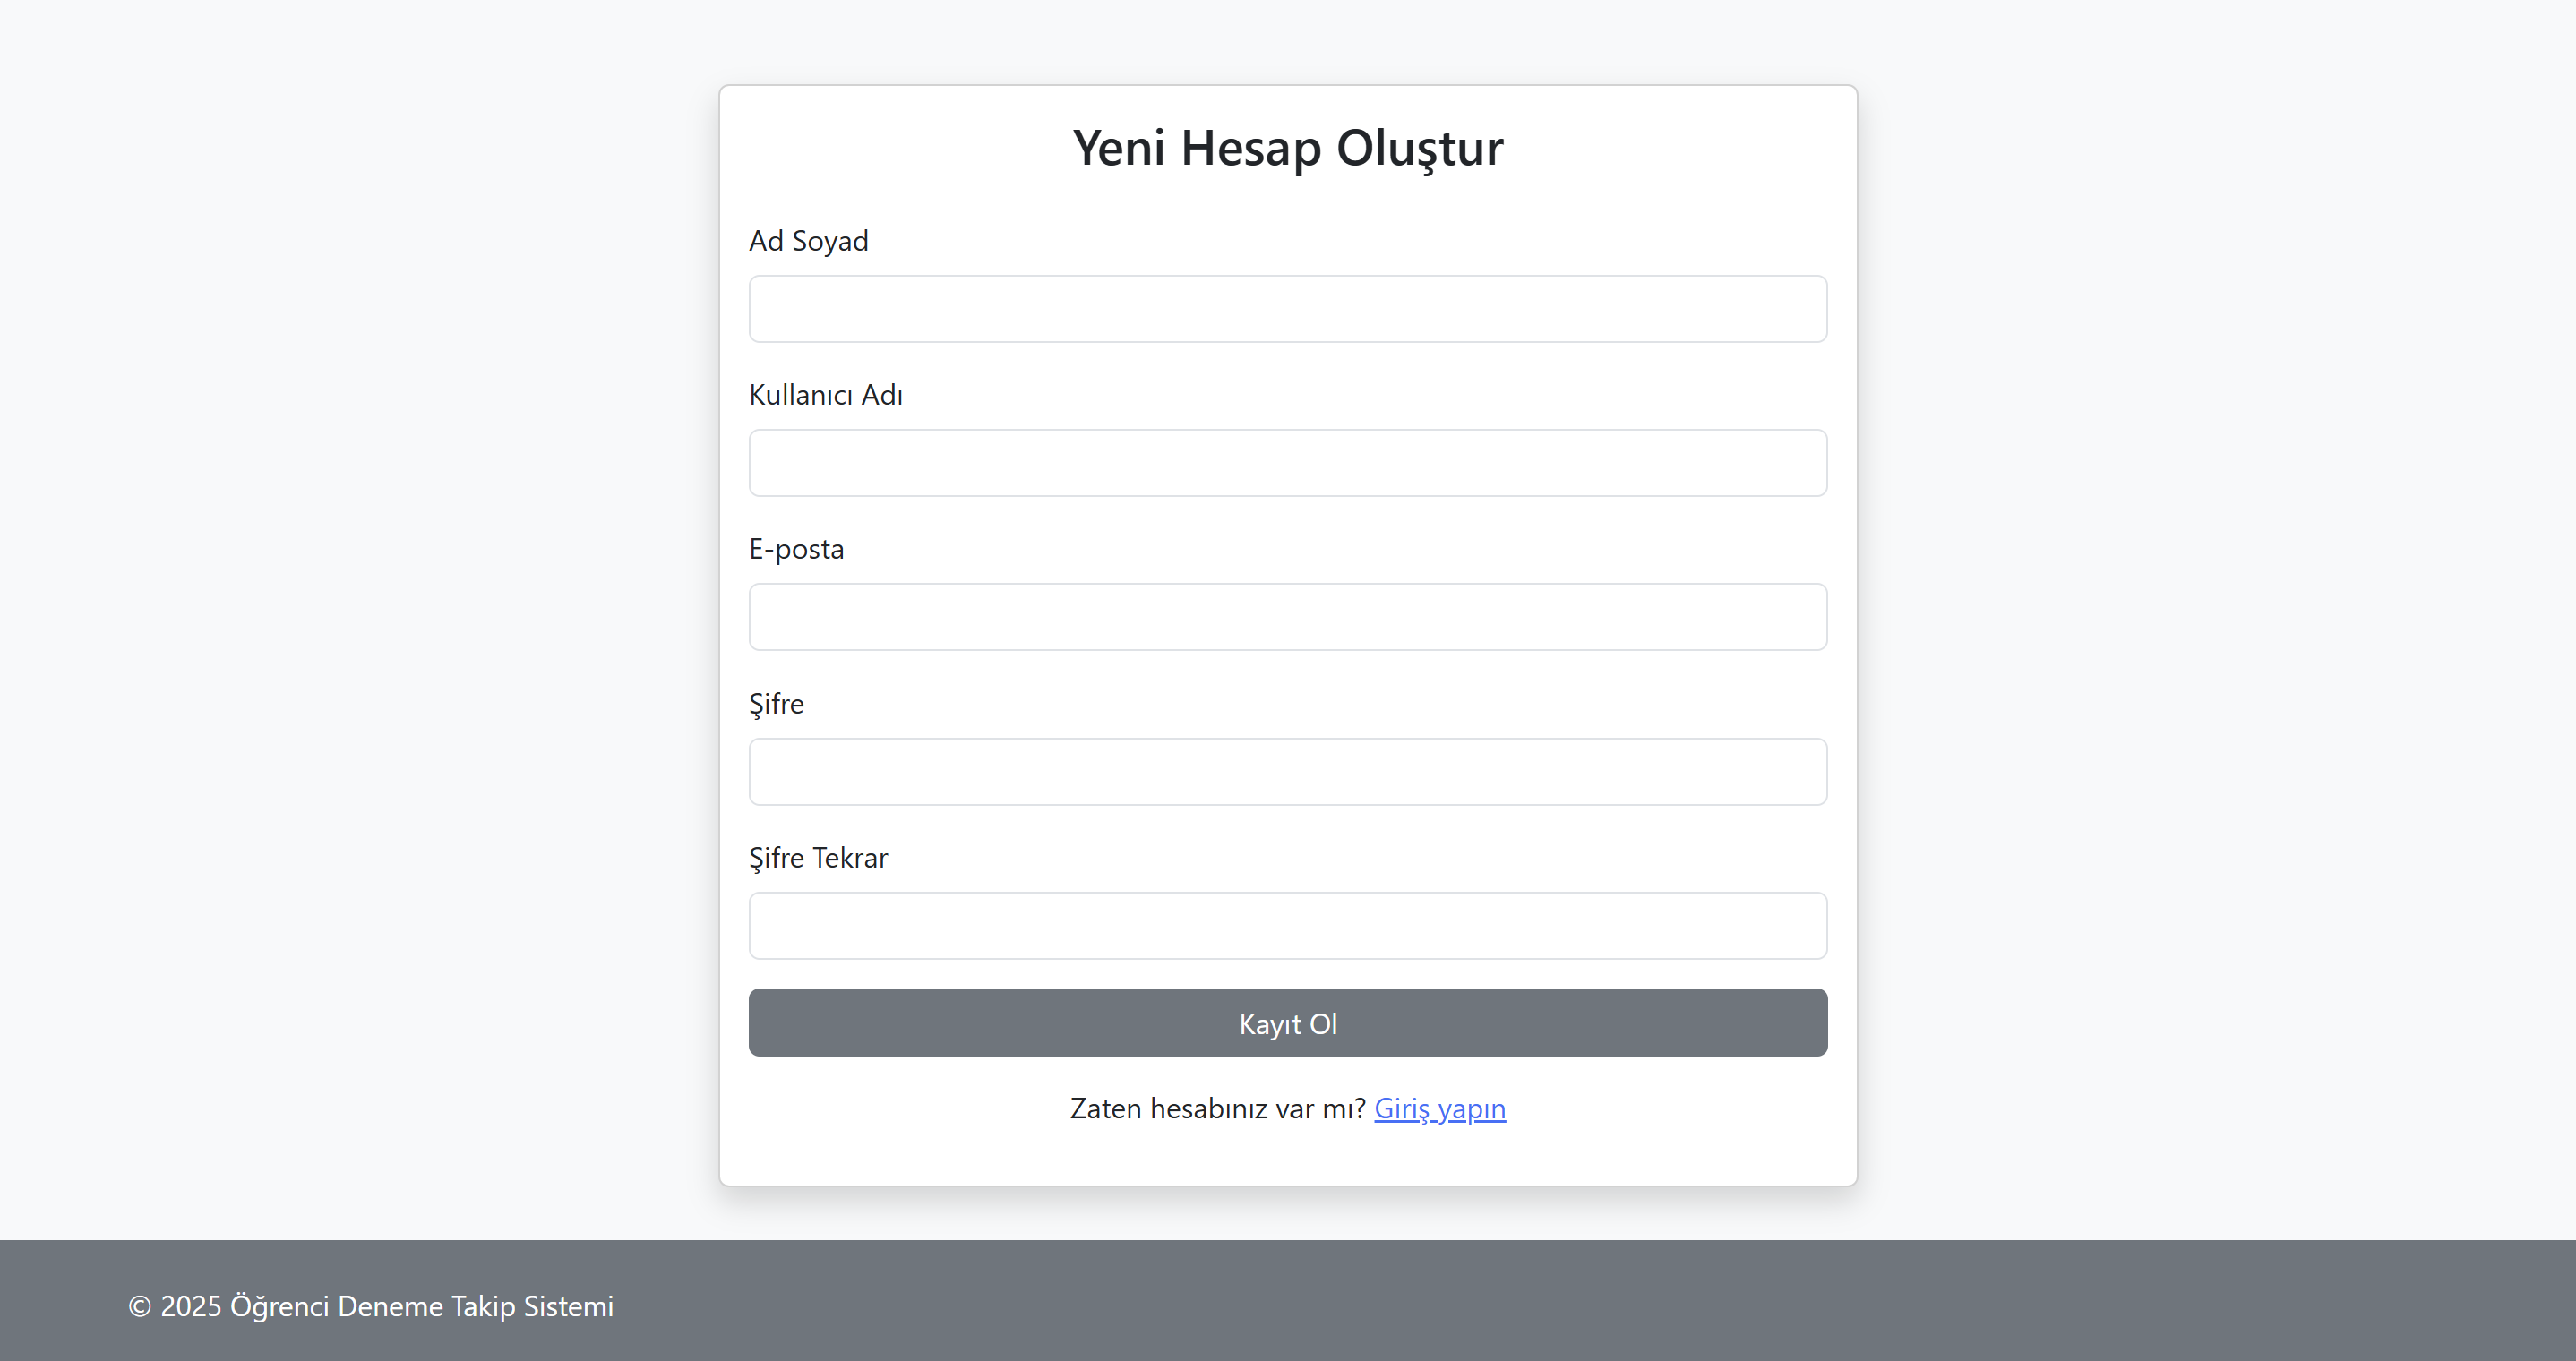 Yeni Hesap Oluştur
Ad Soyad
Kullanıcı Adı
E-posta
Şifre
Şifre Tekrar
Kayıt Ol
Zaten hesabınız var mı? Giriş yapın
© 2025 Öğrenci Deneme Takip Sistemi